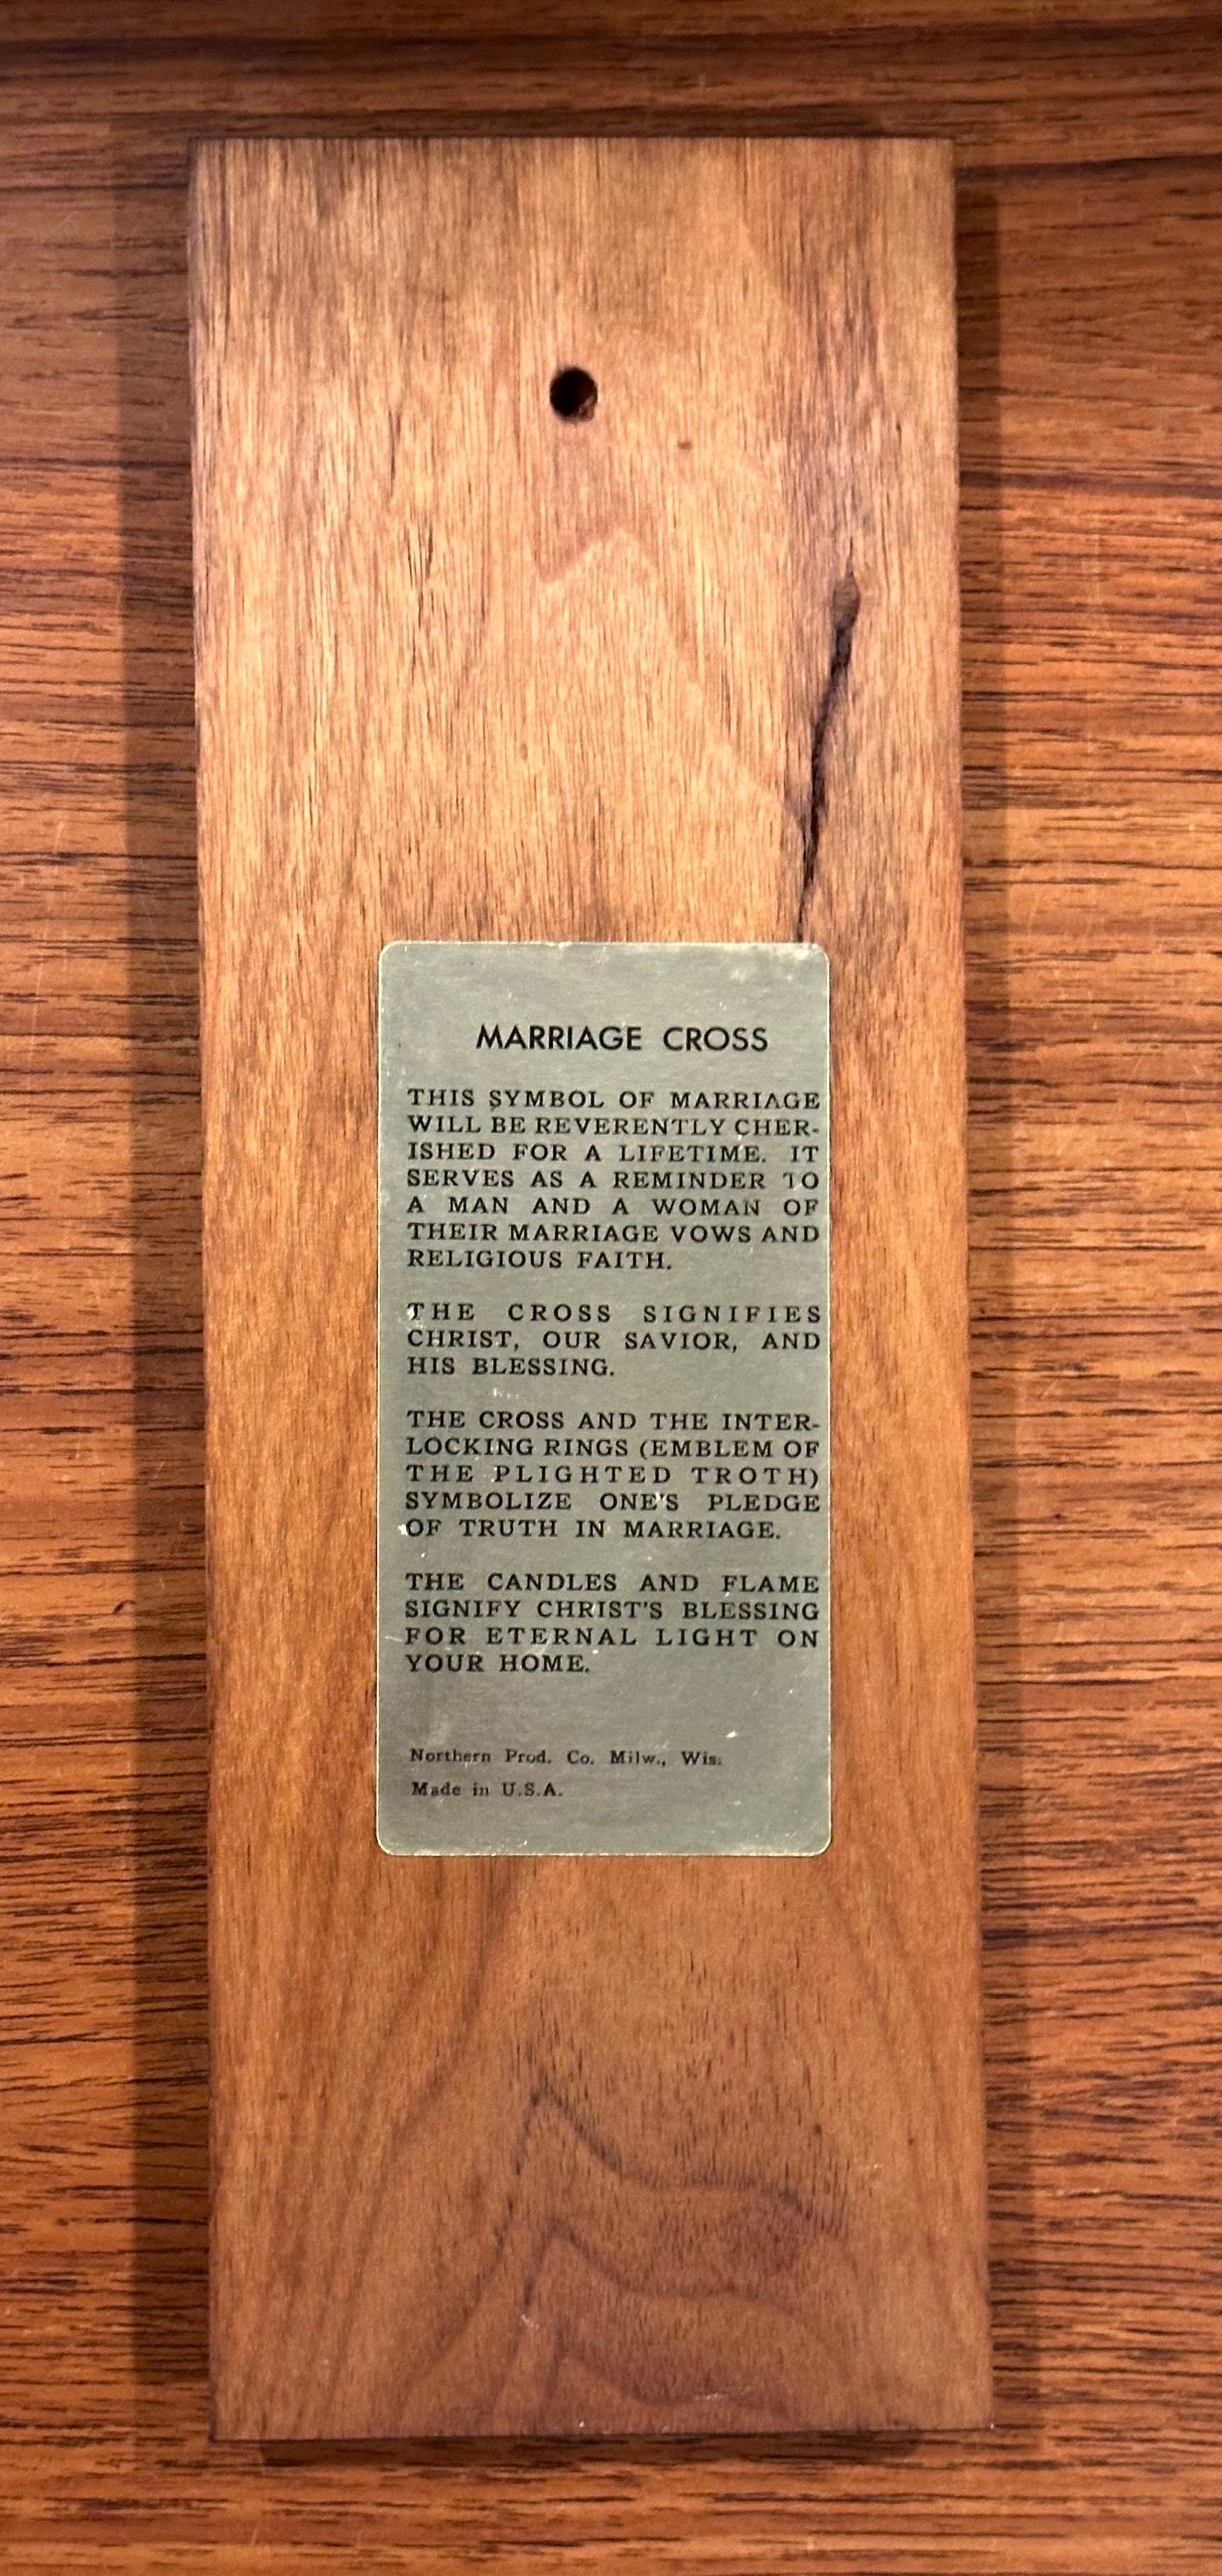 MARRIAGE CROSS
THIS SYMBOL OF MARRIAGE
WILL BE REVERENTLY CHER-
ISHED FOR A LIFETIME. IT
SERVES AS A REMINDER TO
A MAN AND A WOMAN OF
THEIR MARRIAGE VOWS AND
RELIGIOUS FAITH.
THE CROSS SIGNIFIES
CHRIST, OUR SAVIOR, AND
HIS BLESSING.
THE CROSS AND THE INTER-
LOCKING RINGS (EMBLEM OF
THE PLIGHTED TROTH)
SYMBOLIZE ONE'S PLEDGE
OF TRUTH IN MARRIAGE.
THE CANDLES AND FLAME
SIGNIFY CHRIST'S BLESSING
FOR ETERNAL LIGHT ON
YOUR HOME.
Northern Prod. Co. Milw., Wis.
Made in U.S.A.